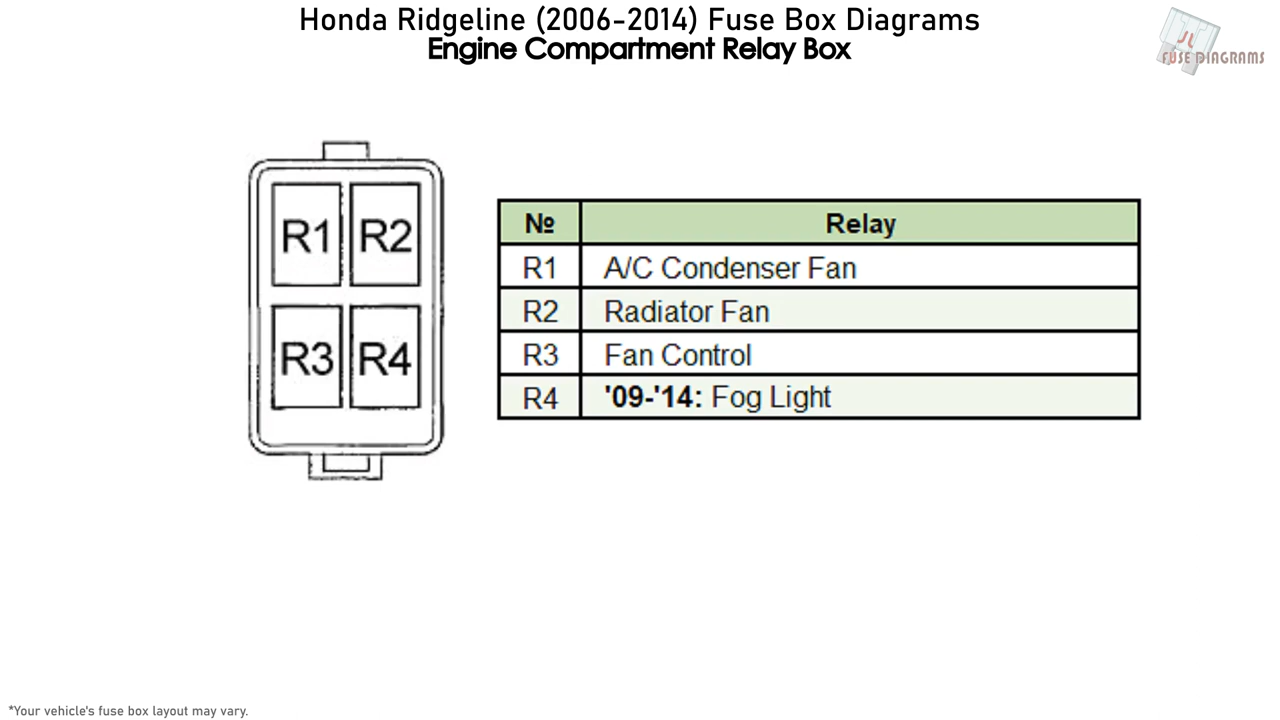 Honda Ridgeline (2006-2014) Fuse Box Diagrams
Engine Compartment Relay Box
JL
FUSE DIAGRAMS
R1 R2
R3 R4
№ Relay
R1 A/C Condenser Fan
R2 Radiator Fan
R3 Fan Control
R4 '09-'14: Fog Light
*Your vehicle's fuse box layout may vary.